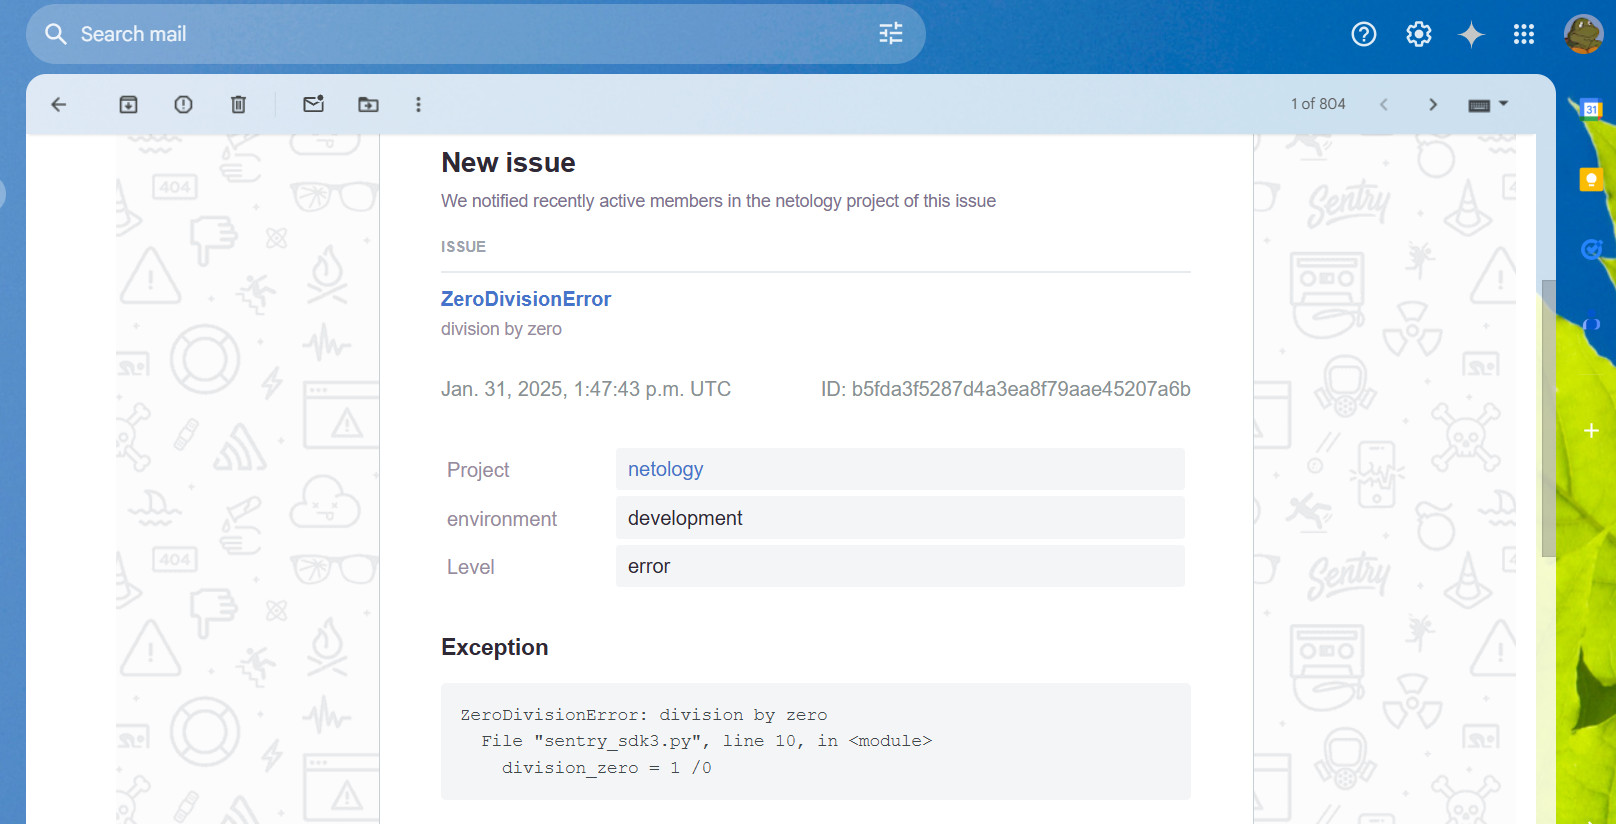 Search mail
1 of 804
31
New issue
We notified recently active members in the netology project of this issue
ISSUE
ZeroDivisionError
division by zero
Jan. 31, 2025, 1:47:43 p.m. UTC
ID: b5fda3f5287d4a3ea8f79aae45207a6b
Project
netology
environment
development
Level
error
Exception
ZeroDivisionError: division by zero
File "sentry_sdk3.py", line 10, in <module>
division_zero = 1 /0
404
404
Sentry
Sentry